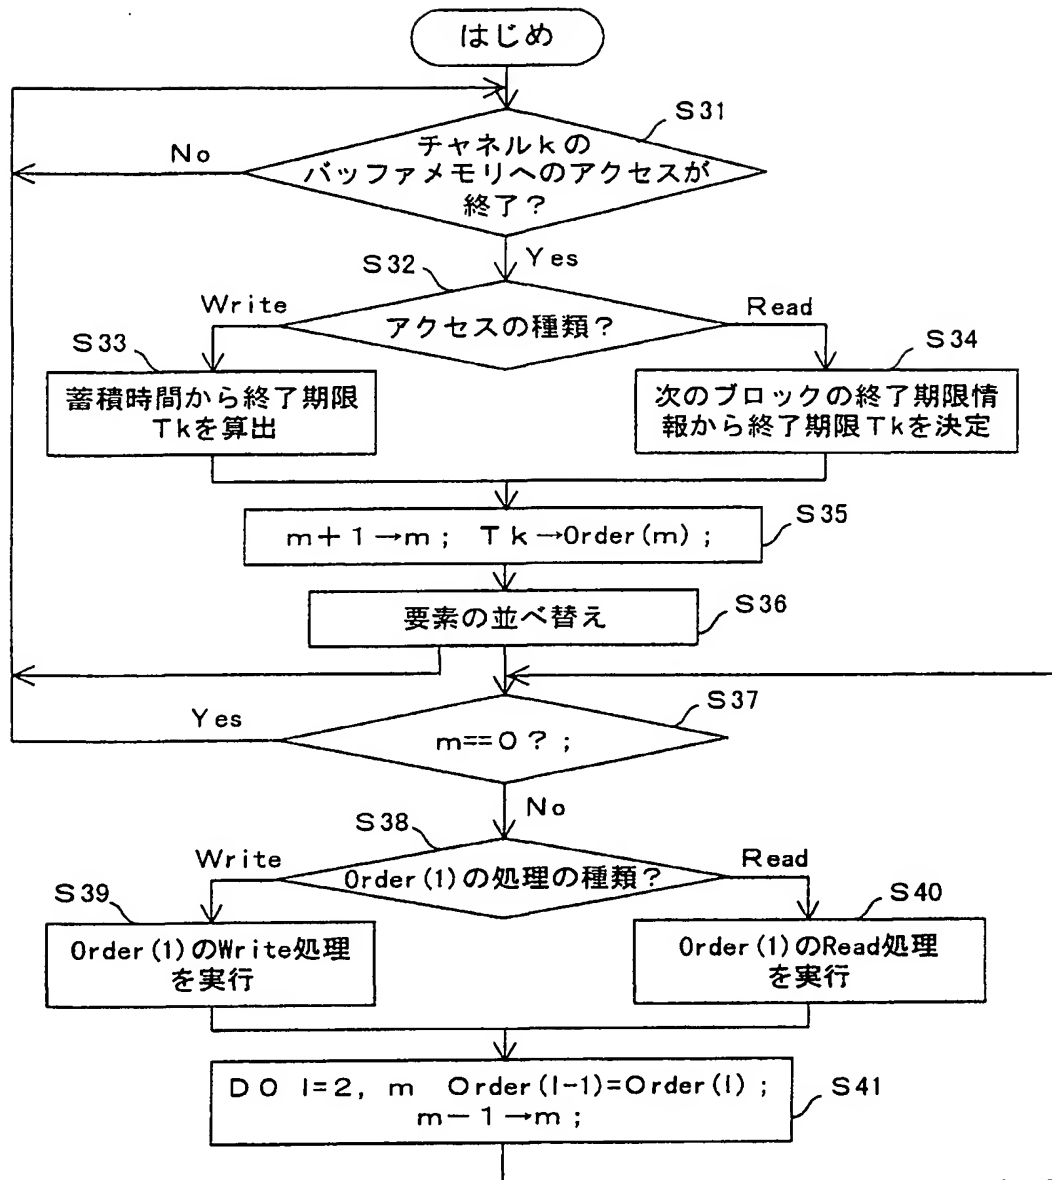 はじめ
S31
チャネルkの
バッファメモリへのアクセスが
終了?
No
Yes
S32
アクセスの種類?
Write
Read
S33
蓄積時間から終了期限
Tkを算出
S34
次のブロックの終了期限情
報から終了期限Tkを決定
S35
m+1→m; Tk→Order(m);
S36
要素の並べ替え
S37
Yes
m==0?;
No
S38
Order(1)の処理の種類?
Write
Read
S39
Order(1)のWrite処理
を実行
S40
Order(1)のRead処理
を実行
S41
DO l=2, m Order(l-1)=Order(l);
m-1→m;